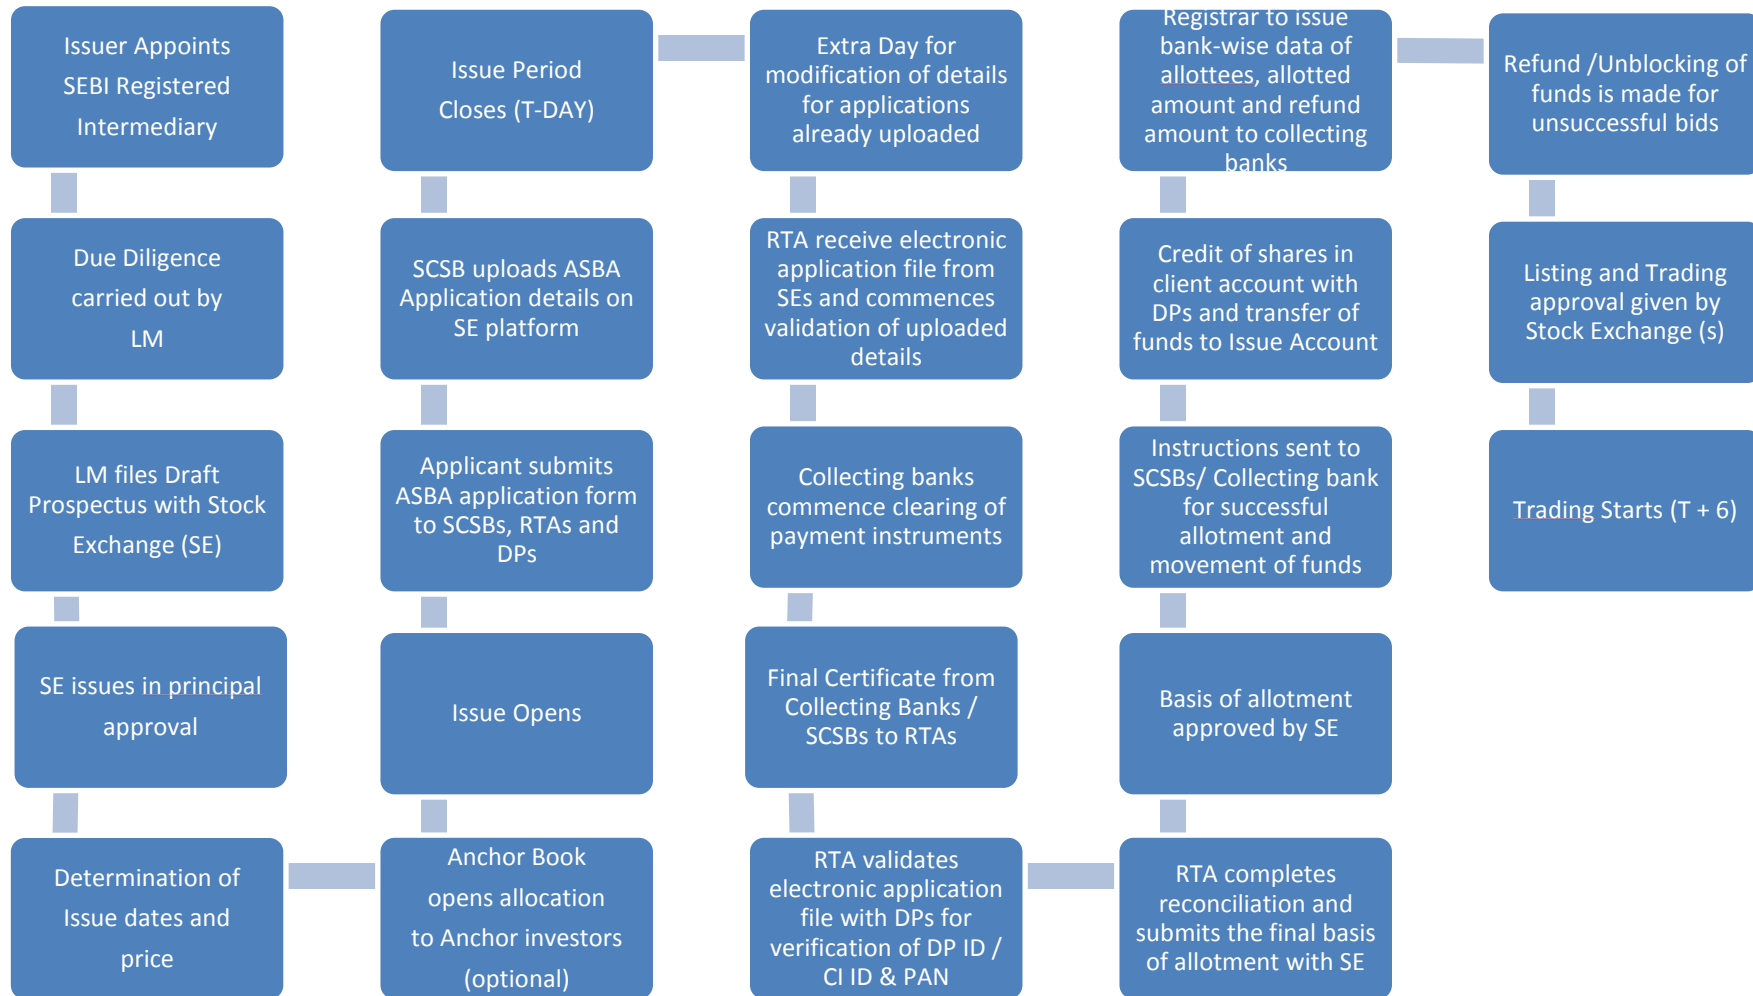 Issuer Appoints
SEBI Registered
Intermediary
Due Diligence
carried out by
LM
LM files Draft
Prospectus with Stock
Exchange (SE)
SE issues in principal
approval
Determination of
Issue dates and
price
Anchor Book
opens allocation
to Anchor investors
(optional)
Issue Opens
Applicant submits
ASBA application form
to SCSBs, RTAs and
DPs
SCSB uploads ASBA
Application details on
SE platform
Issue Period
Closes (T-DAY)
Extra Day for
modification of details
for applications
already uploaded
RTA receive electronic
application file from
SEs and commences
validation of uploaded
details
Collecting banks
commence clearing of
payment instruments
Final Certificate from
Collecting Banks /
SCSBs to RTAs
RTA validates
electronic application
file with DPs for
verification of DP ID /
CI ID & PAN
RTA completes
reconciliation and
submits the final basis
of allotment with SE
Basis of allotment
approved by SE
Instructions sent to
SCSBs/ Collecting bank
for successful
allotment and
movement of funds
Credit of shares in
client account with
DPs and transfer of
funds to Issue Account
Registrar to issue
bank-wise data of
allottees, allotted
amount and refund
amount to collecting
banks
Refund /Unblocking of
funds is made for
unsuccessful bids
Listing and Trading
approval given by
Stock Exchange (s)
Trading Starts (T + 6)